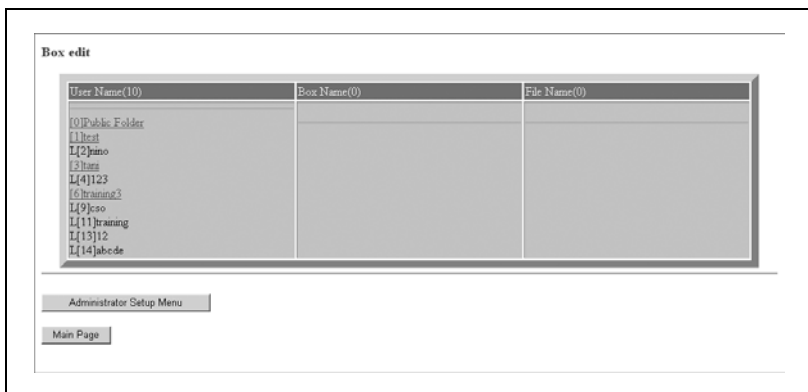 Box edit
User Name(10) Box Name(0) File Name(0)
[0]Public Folder
[1]test
L[2]nino
[3]tani
L[4]123
[6]training3
L[9]cso
L[11]training
L[13]12
L[14]abcde
Administrator Setup Menu
Main Page